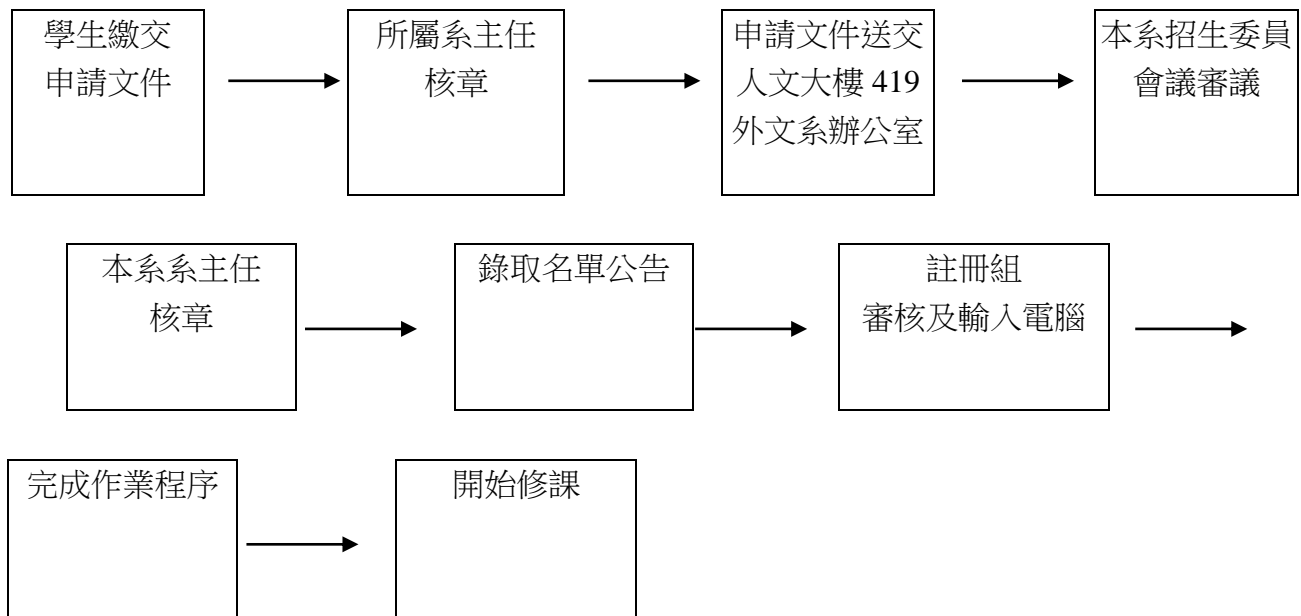 學生繳交
申請文件
所屬系主任
核章
申請文件送交
人文大樓 419
外文系辦公室
本系招生委員
會議審議
本系系主任
核章
錄取名單公告
註冊組
審核及輸入電腦
完成作業程序
開始修課